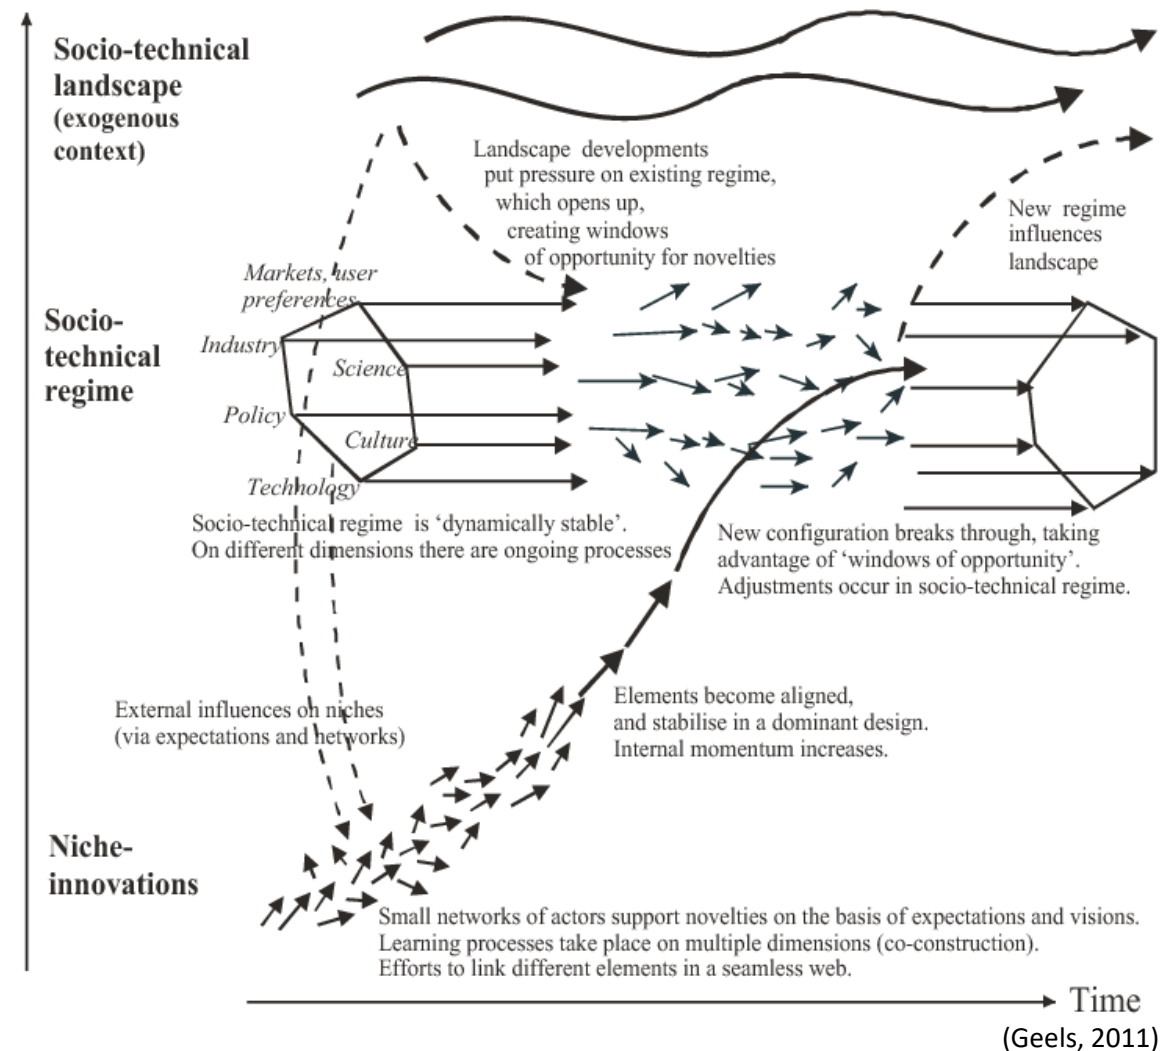 Socio-technical
landscape
(exogenous
context)
Landscape developments
put pressure on existing regime,
which opens up,
creating windows
of opportunity for novelties
New regime
influences
landscape
Markets, user
preferences
Socio-
technical
regime
Industry
Science
Policy
Culture
Technology
Socio-technical regime is ‘dynamically stable’.
On different dimensions there are ongoing processes
New configuration breaks through, taking
advantage of ‘windows of opportunity’.
Adjustments occur in socio-technical regime.
External influences on niches
(via expectations and networks)
Elements become aligned,
and stabilise in a dominant design.
Internal momentum increases.
Niche-
innovations
Small networks of actors support novelties on the basis of expectations and visions.
Learning processes take place on multiple dimensions (co-construction).
Efforts to link different elements in a seamless web.
Time
(Geels, 2011)